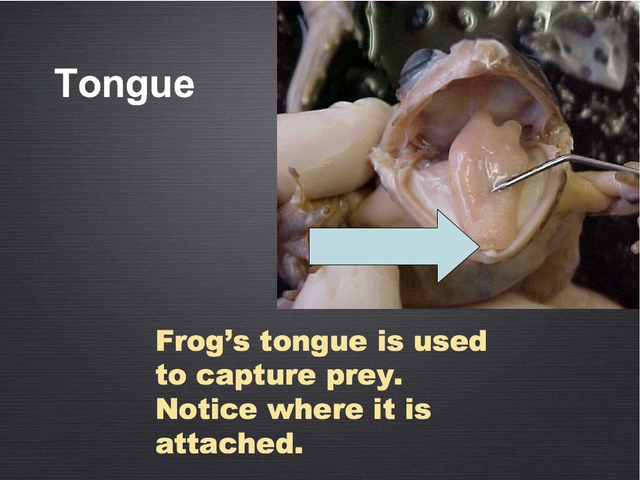 Tongue
Frog’s tongue is used
to capture prey.
Notice where it is
attached.